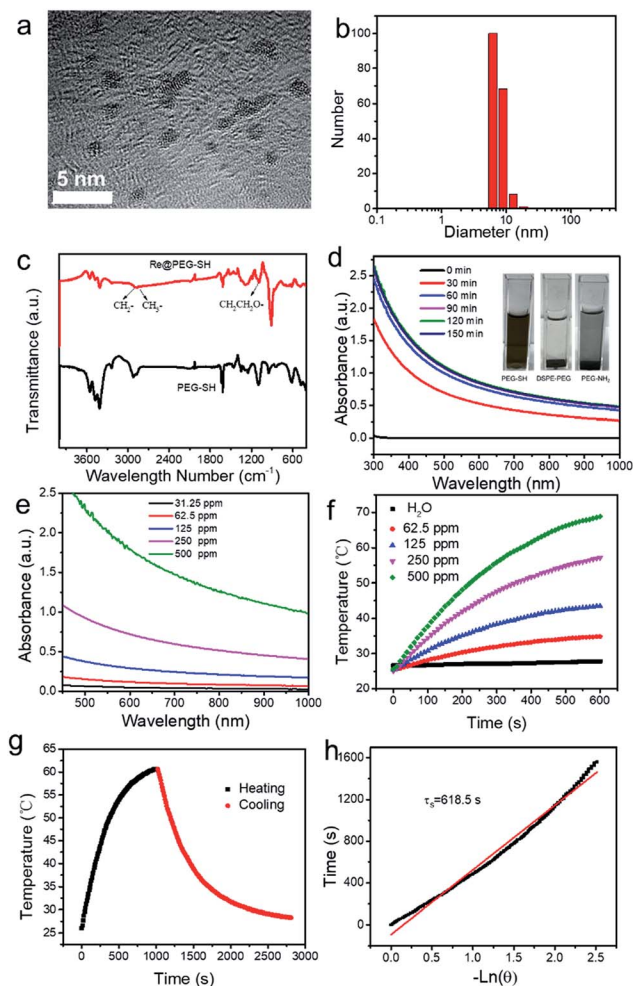 a
5 nm
b
Number
100
80
60
40
20
0
0.1
1
10
100
Diameter (nm)
c
Transmittance (a.u.)
Re@PEG-SH
CH2-
CH3-
CH2CH2O-
PEG-SH
3600
3000
2400
1800
1200
600
Wavelength Number (cm-1)
d
Absorbance (a.u.)
2.5
2.0
1.5
1.0
0.5
0.0
0 min
30 min
60 min
90 min
120 min
150 min
PEG-SH
DSPE-PEG
PEG-NH2
300
400
500
600
700
800
900
1000
Wavelength (nm)
e
Absorbance (a.u.)
2.5
2.0
1.5
1.0
0.5
0.0
31.25 ppm
62.5 ppm
125 ppm
250 ppm
500 ppm
500
600
700
800
900
1000
Wavelength (nm)
f
Temperature (℃)
80
70
60
50
40
30
20
H2O
62.5 ppm
125 ppm
250 ppm
500 ppm
0
100
200
300
400
500
600
Time (s)
g
Temperature (℃)
65
60
55
50
45
40
35
30
25
Heating
Cooling
0
500
1000
1500
2000
2500
3000
Time (s)
h
Time (s)
1600
1200
800
400
0
τs=618.5 s
0.0
0.5
1.0
1.5
2.0
2.5
-Ln(θ)